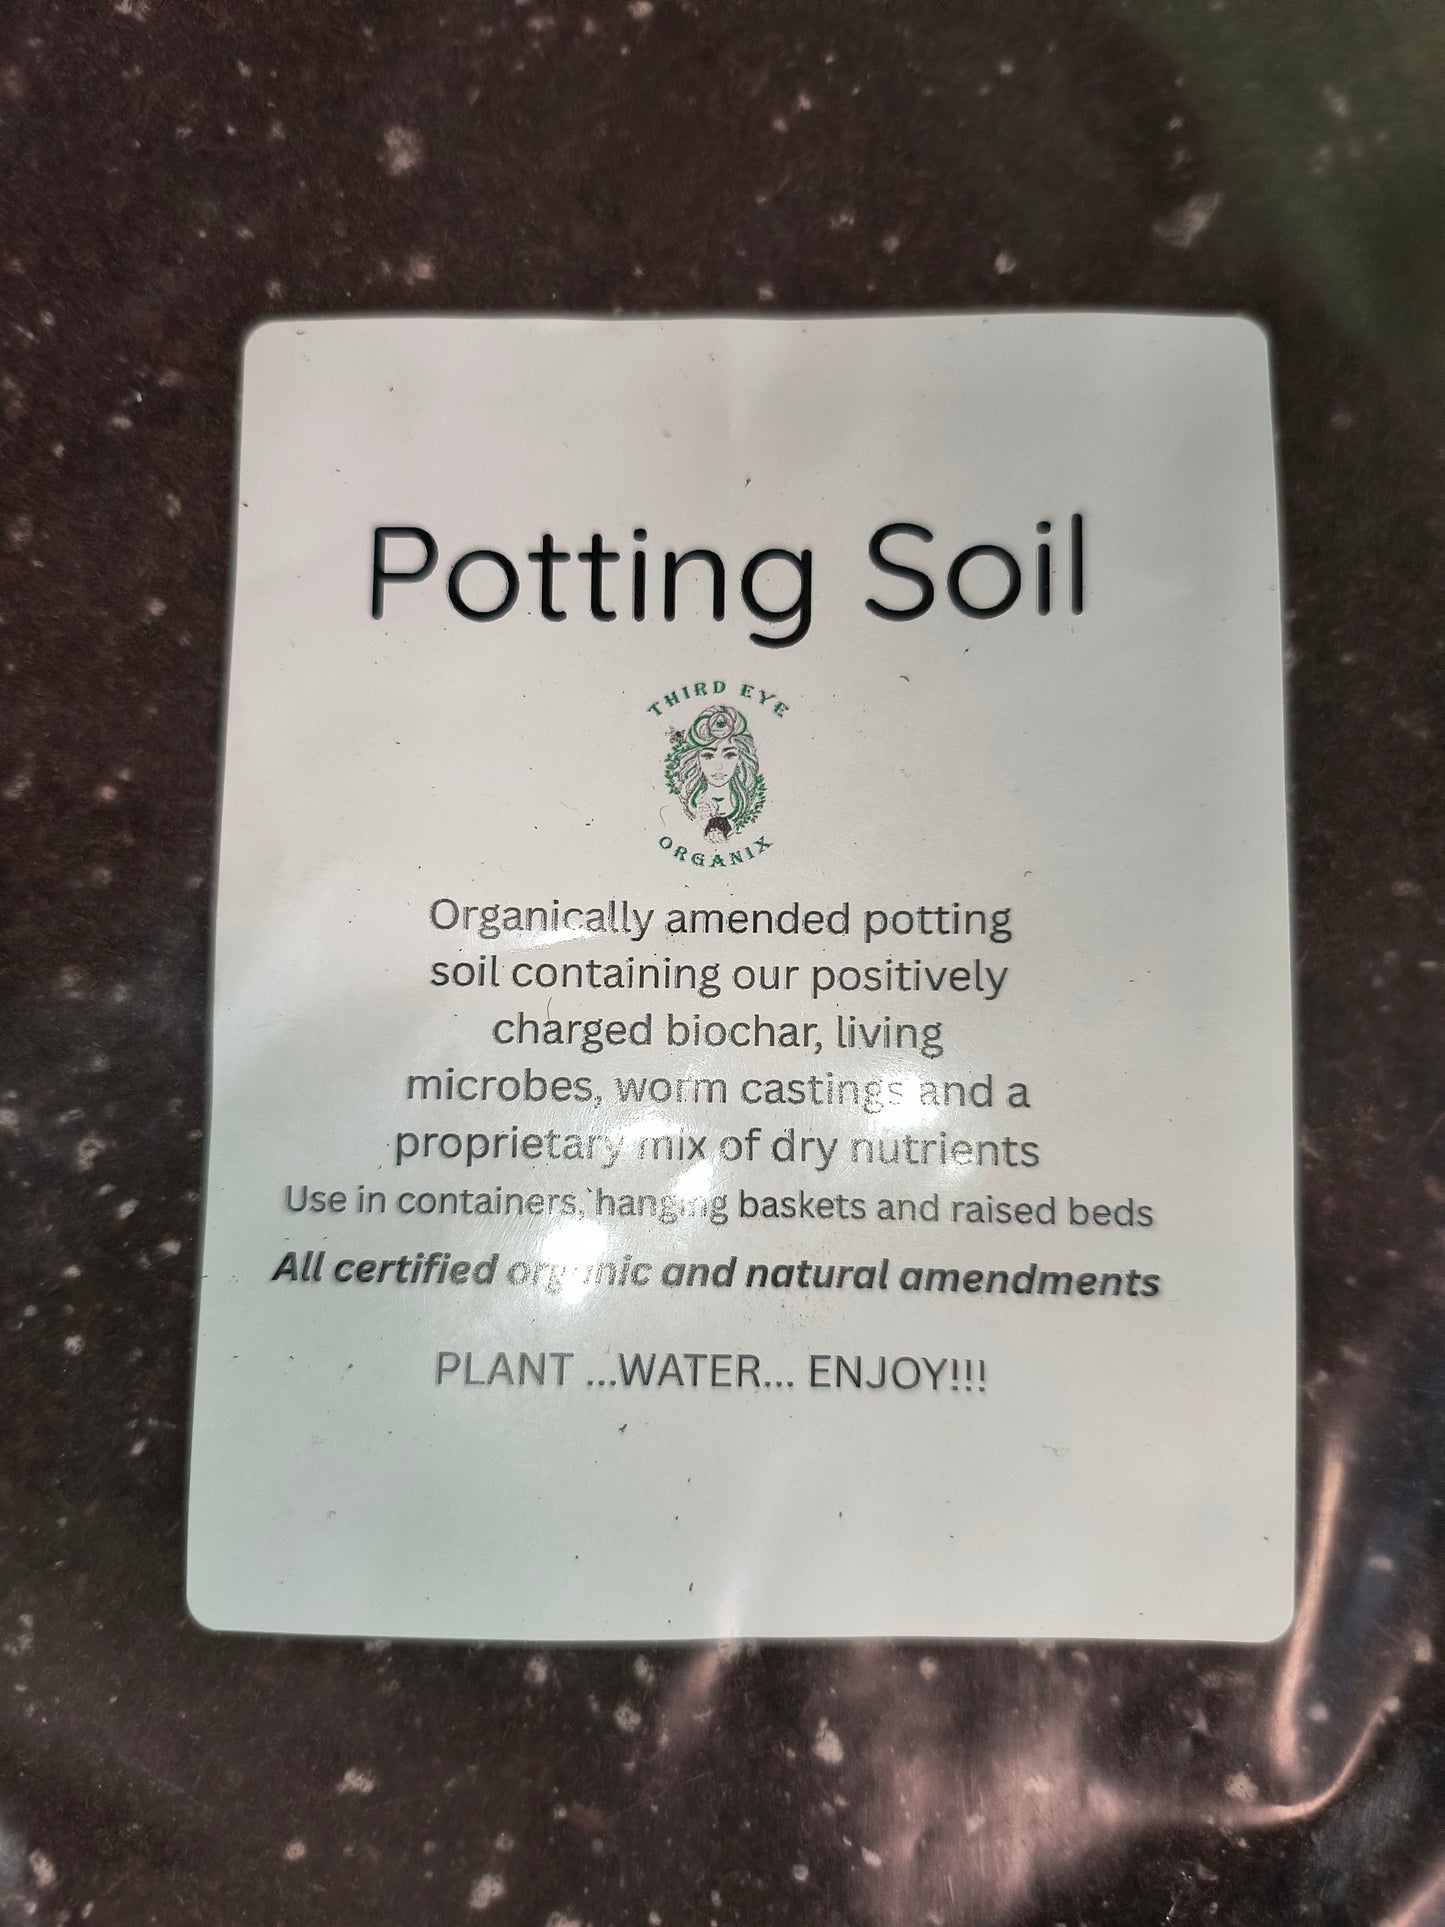 Potting Soil
THIRD EYE
ORGANIX
Organically amended potting
soil containing our positively
charged biochar, living
microbes, worm castings and a
proprietary mix of dry nutrients
Use in containers, hanging baskets and raised beds
All certified organic and natural amendments
PLANT ...WATER... ENJOY!!!